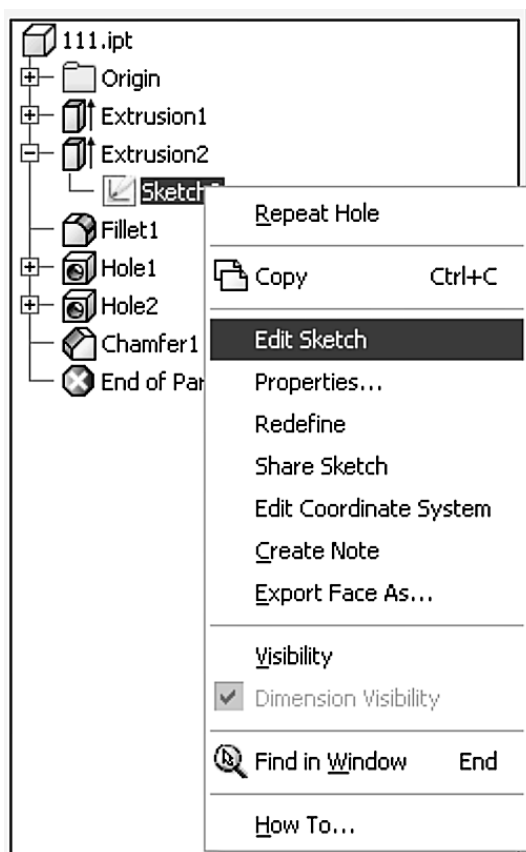 111.ipt
Origin
Extrusion1
Extrusion2
Repeat Hole
Fillet1
Hole1
Copy Ctrl+C
Hole2
Chamfer1
Edit Sketch
End of Par
Properties...
Redefine
Share Sketch
Edit Coordinate System
Create Note
Export Face As...
Visibility
Dimension Visibility
Find in Window End
How To...